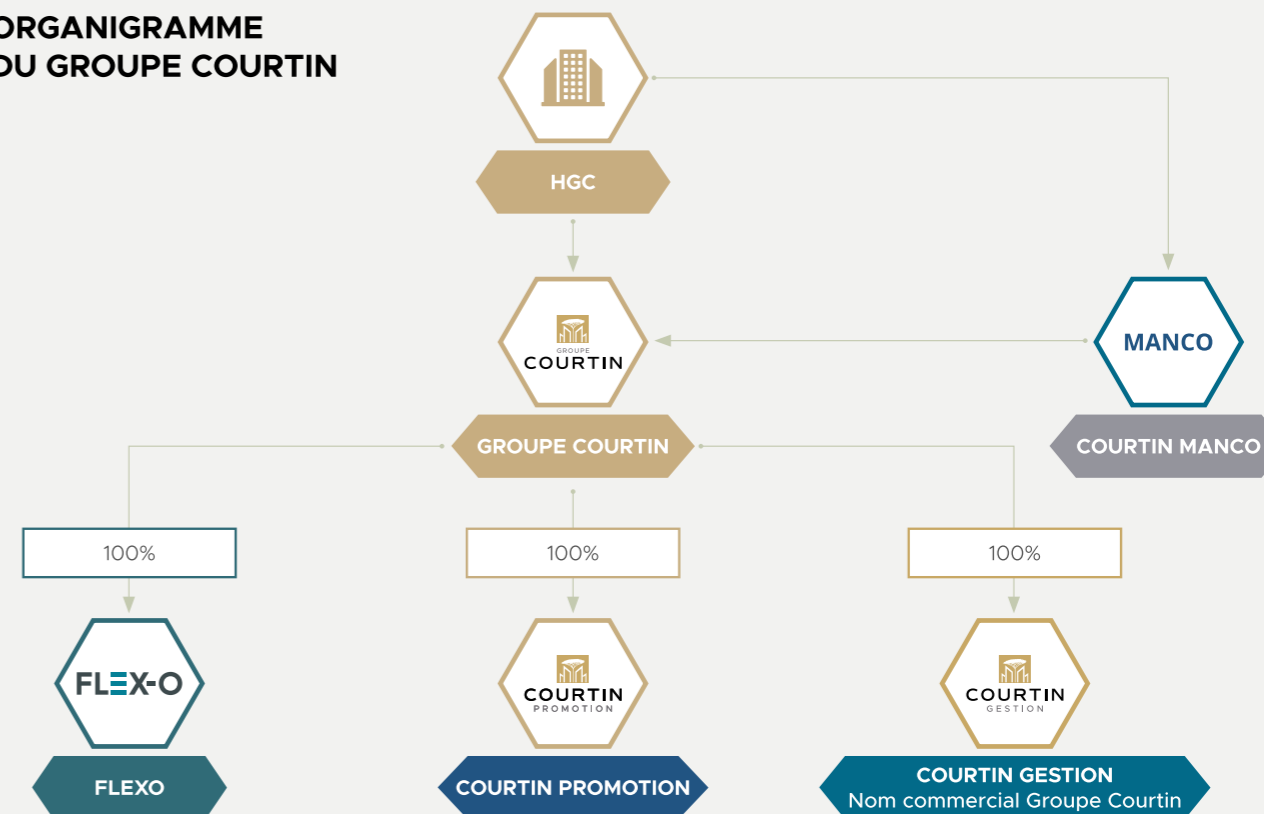 ORGANIGRAMME
DU GROUPE COURTIN
HGC
GROUPE
COURTIN
MANCO
GROUPE COURTIN
COURTIN MANCO
100%
100%
100%
FLEX-O
COURTIN
PROMOTION
COURTIN
GESTION
FLEXO
COURTIN PROMOTION
COURTIN GESTION
Nom commercial Groupe Courtin